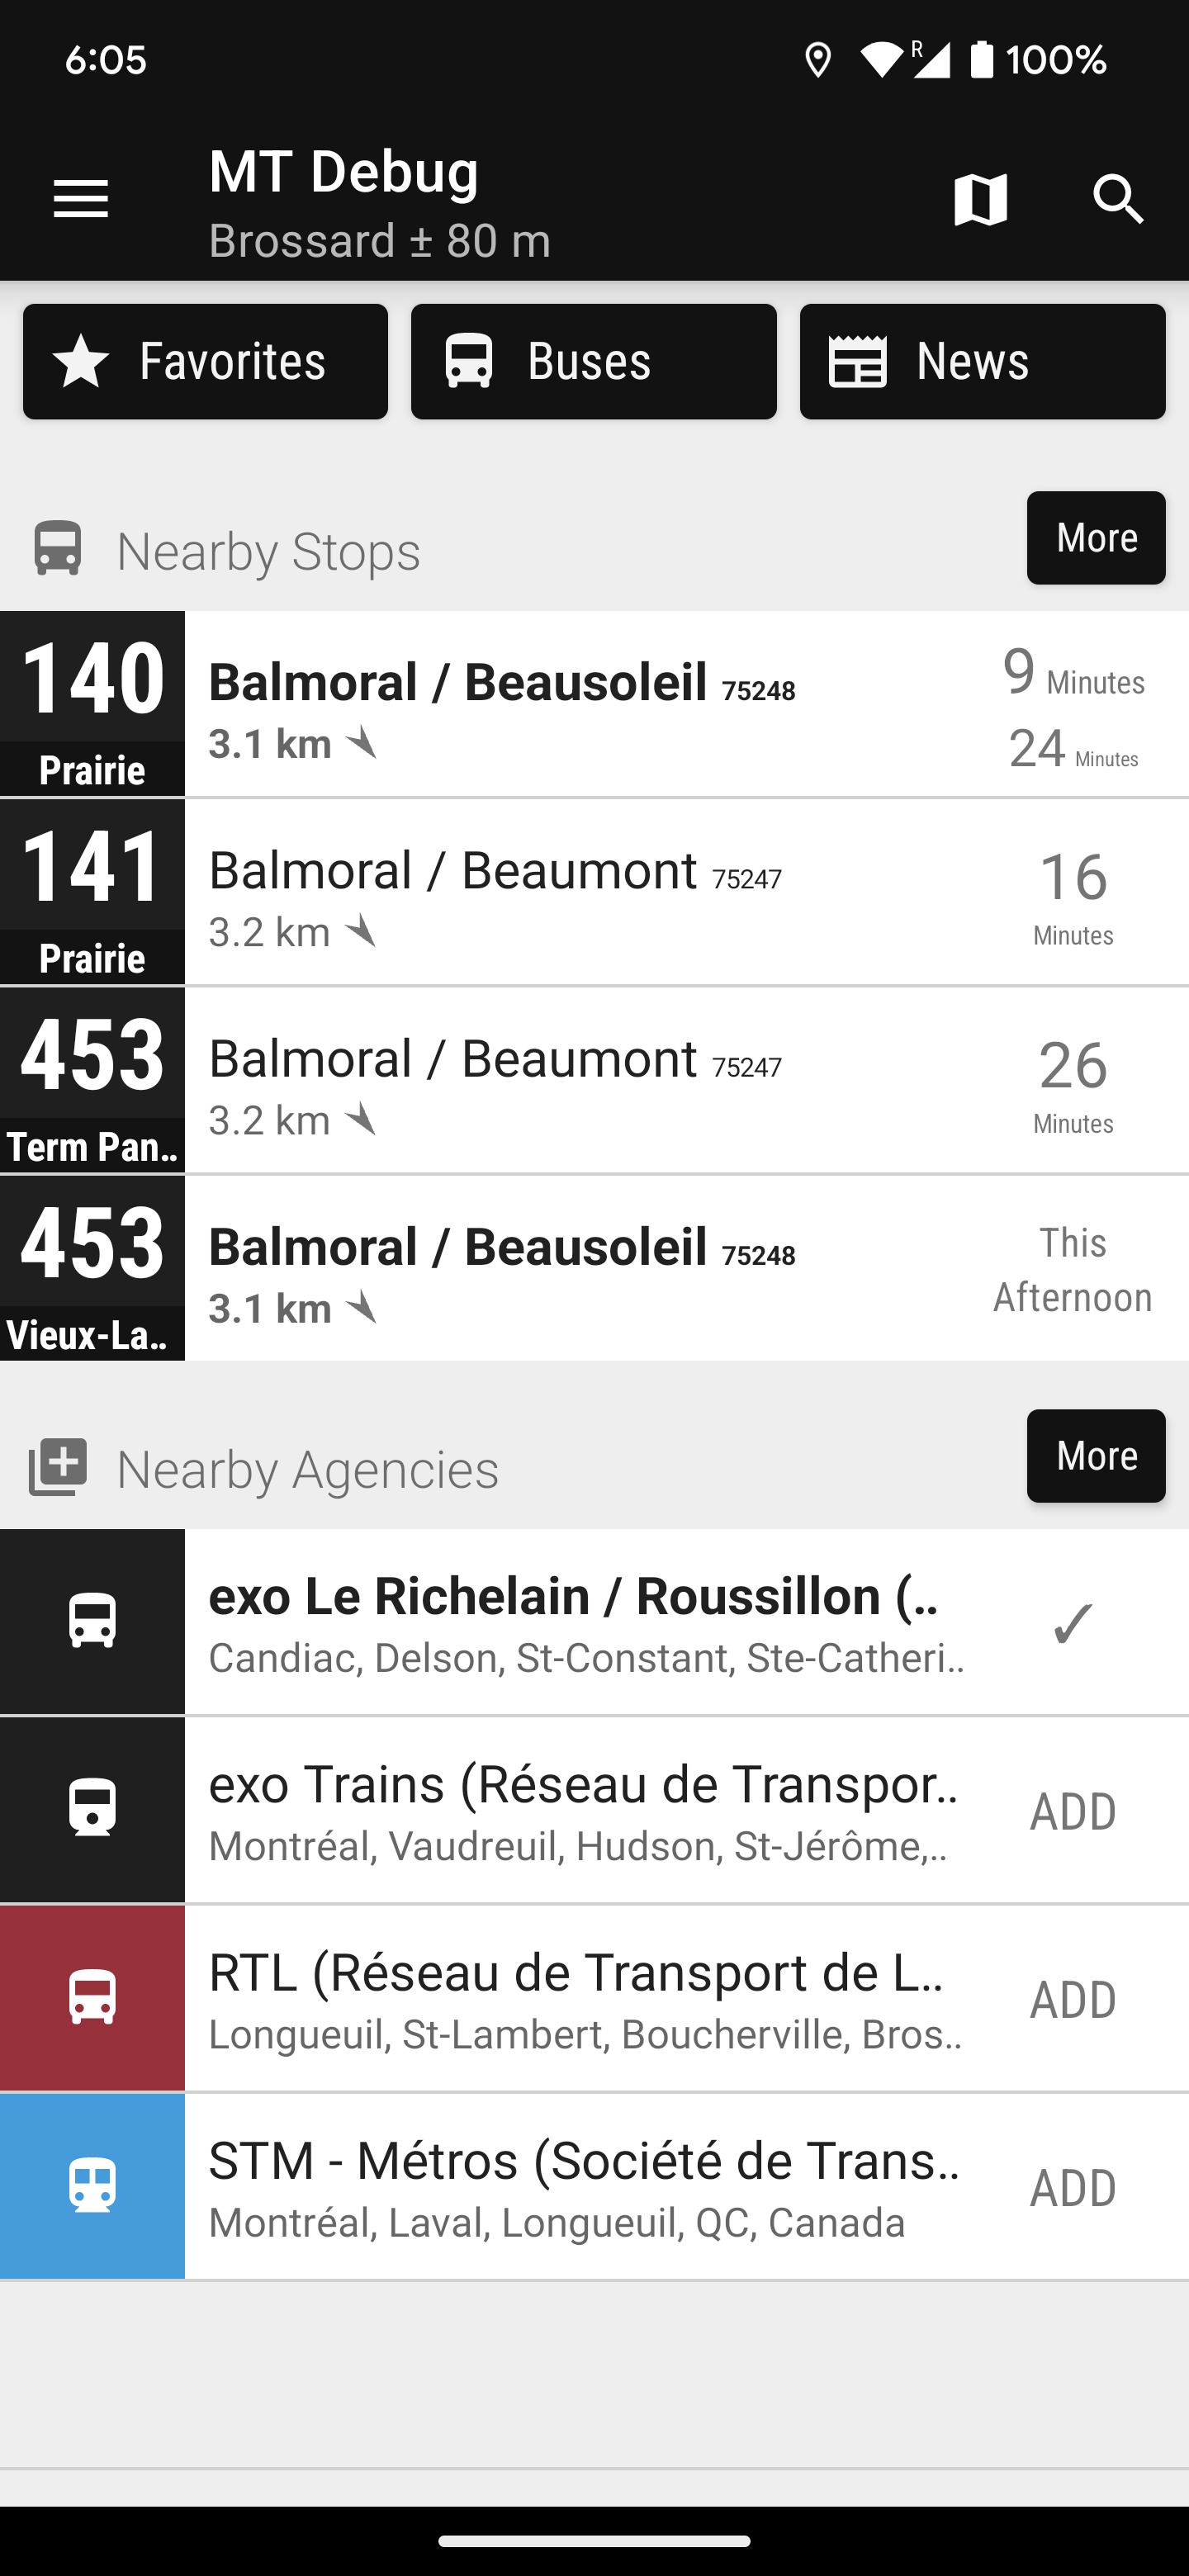 6:05
R
100%
MT Debug
Brossard ± 80 m
Favorites
Buses
News
Nearby Stops
More
140
Prairie
Balmoral / Beausoleil 75248
3.1 km
9 Minutes
24 Minutes
141
Prairie
Balmoral / Beaumont 75247
3.2 km
16
Minutes
453
Term Pan..
Balmoral / Beaumont 75247
3.2 km
26
Minutes
453
Vieux-La..
Balmoral / Beausoleil 75248
3.1 km
This
Afternoon
Nearby Agencies
More
exo Le Richelain / Roussillon (..
Candiac, Delson, St-Constant, Ste-Catheri..
✓
exo Trains (Réseau de Transpor..
Montréal, Vaudreuil, Hudson, St-Jérôme,..
ADD
RTL (Réseau de Transport de L..
Longueuil, St-Lambert, Boucherville, Bros..
ADD
STM - Métros (Société de Trans..
Montréal, Laval, Longueuil, QC, Canada
ADD